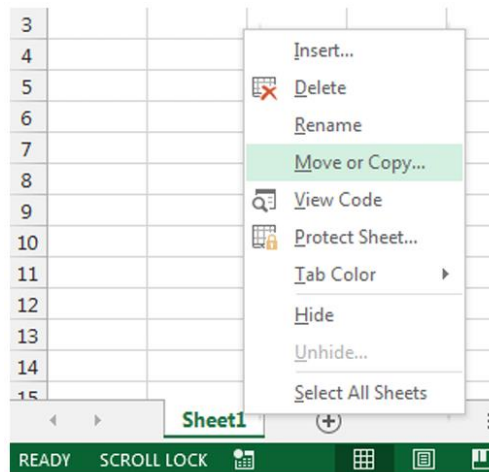 3
4
5
6
7
8
9
10
11
12
13
14
15
Insert...
Delete
Rename
Move or Copy...
View Code
Protect Sheet...
Tab Color
Hide
Unhide...
Select All Sheets
Sheet1
READY SCROLL LOCK